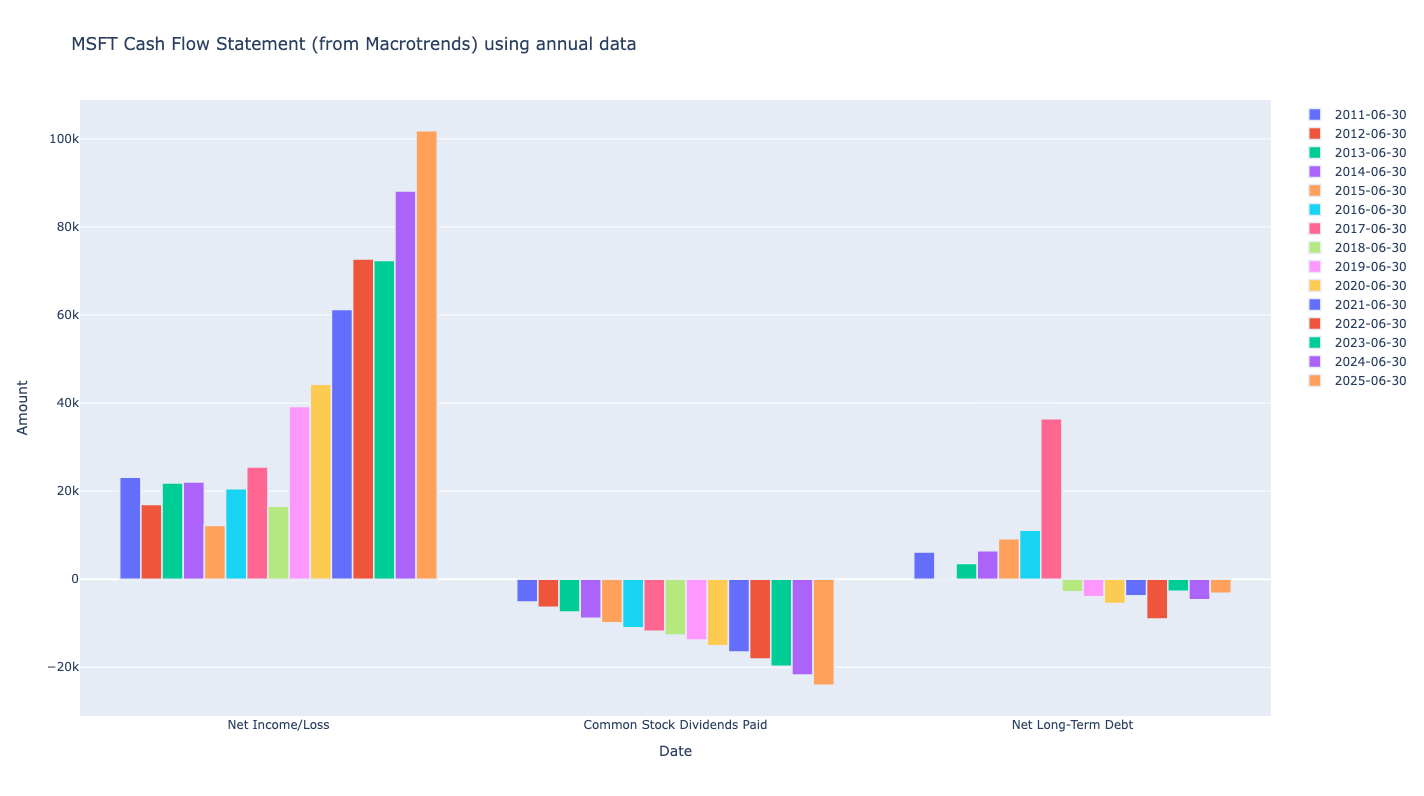 MSFT Cash Flow Statement (from Macrotrends) using annual data
100k
80k
60k
40k
20k
0
−20k
Amount
Net Income/Loss
Common Stock Dividends Paid
Net Long-Term Debt
Date
2011-06-30
2012-06-30
2013-06-30
2014-06-30
2015-06-30
2016-06-30
2017-06-30
2018-06-30
2019-06-30
2020-06-30
2021-06-30
2022-06-30
2023-06-30
2024-06-30
2025-06-30